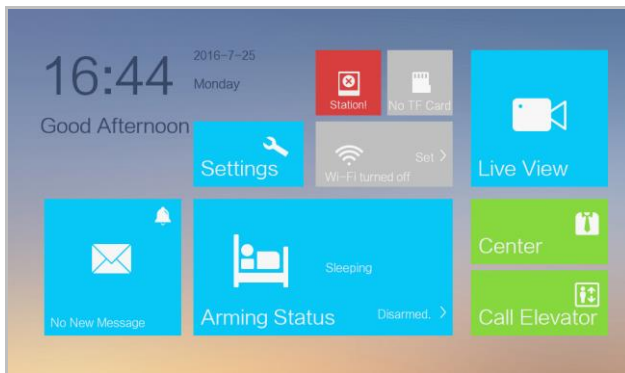 16:44
2016-7-25
Monday
Good Afternoon
Settings
Station!
No TF Card
Set >
Wi-Fi turned off
Live View
No New Message
Sleeping
Arming Status
Disarmed. >
Center
Call Elevator